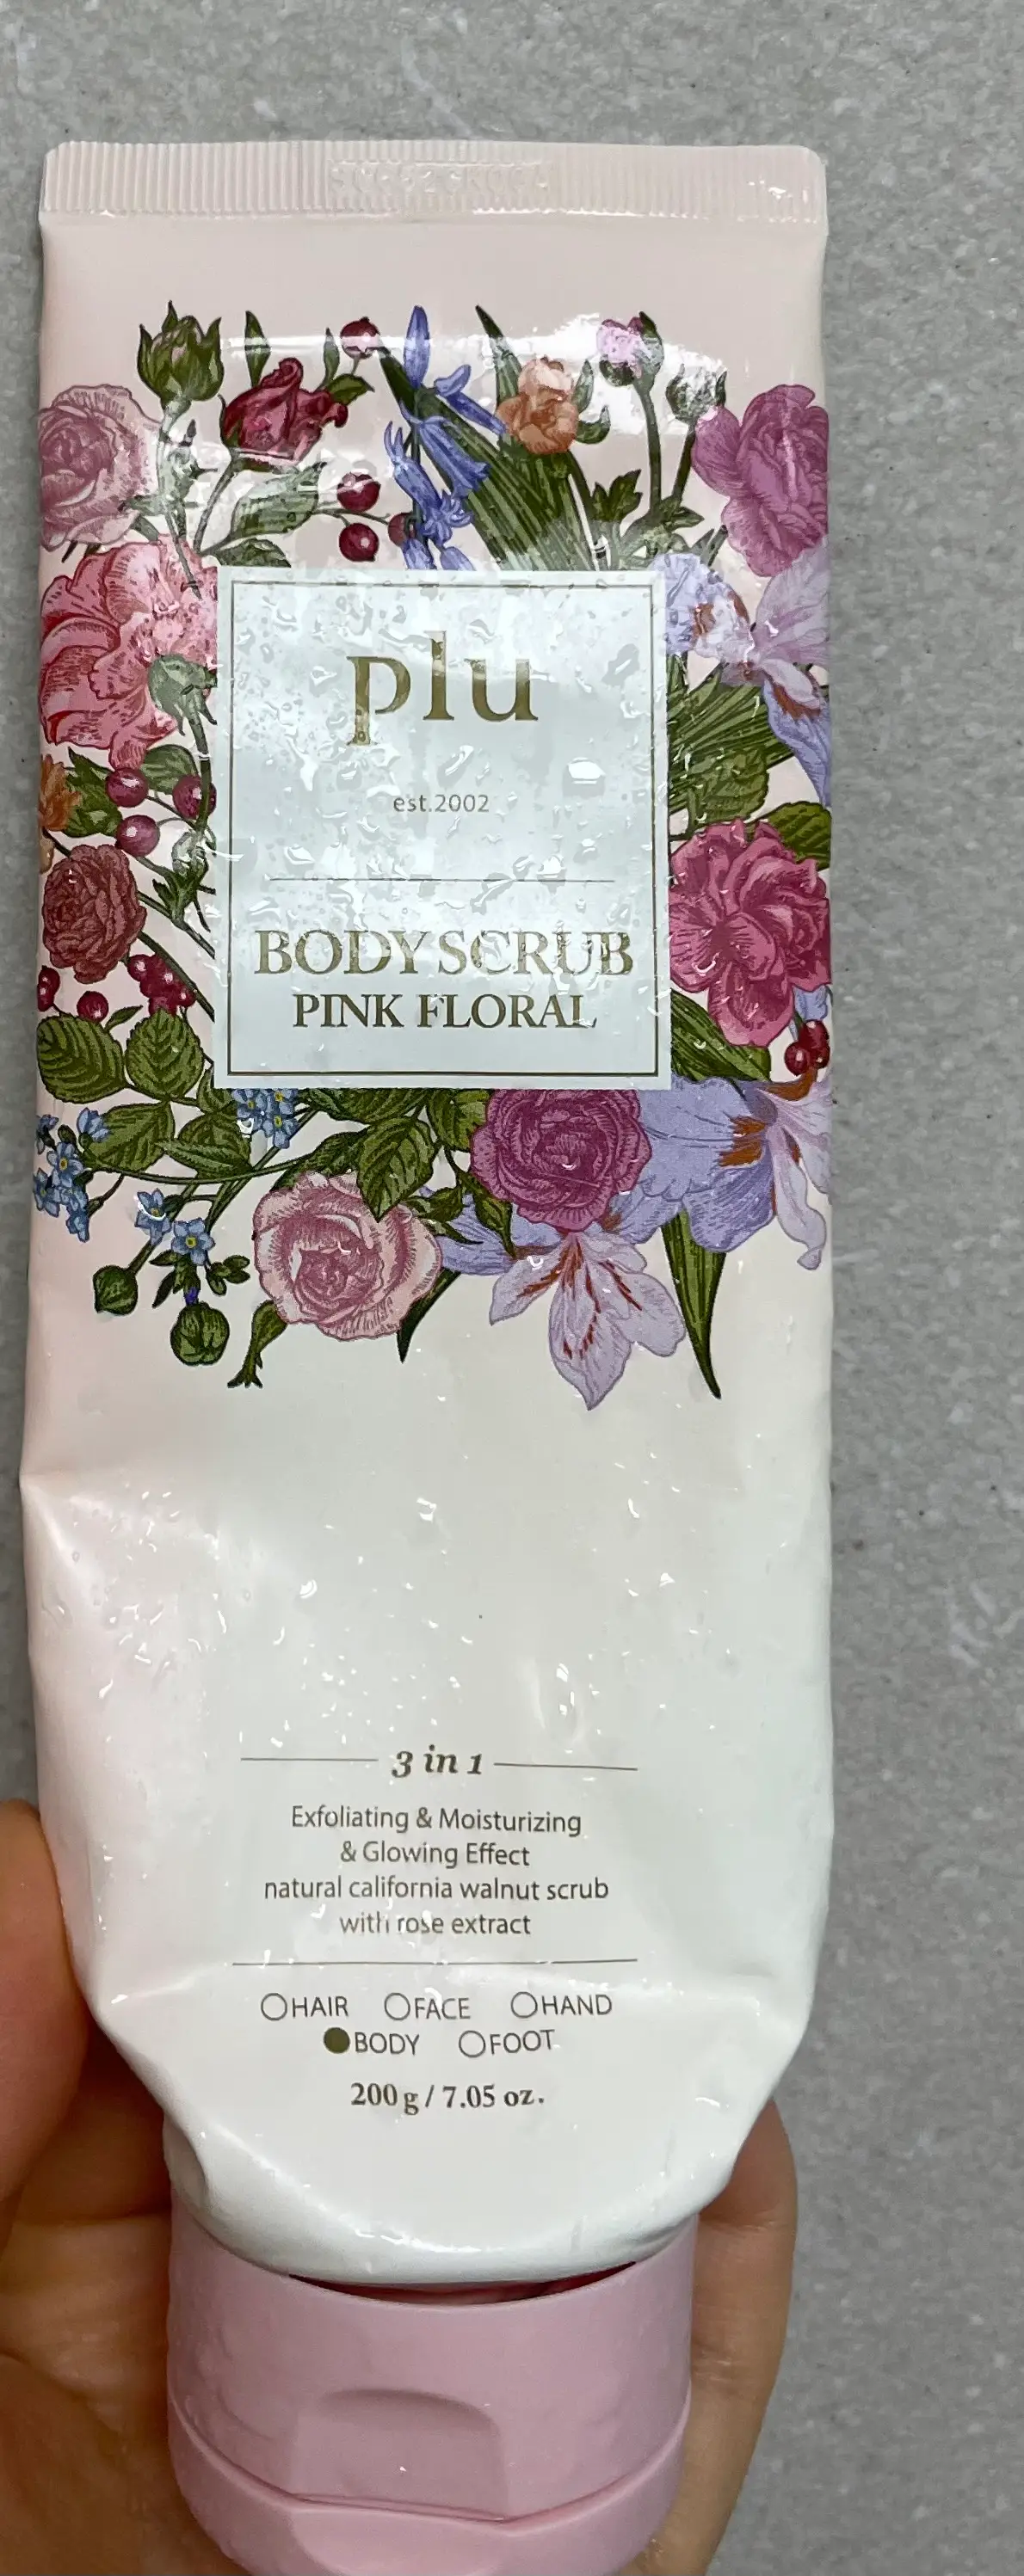 plu
est.2002
BODY SCRUB
PINK FLORAL
3 in 1
Exfoliating & Moisturizing
& Glowing Effect
natural california walnut scrub
with rose extract
HAIR FACE HAND
BODY FOOT
200 g / 7.05 oz.